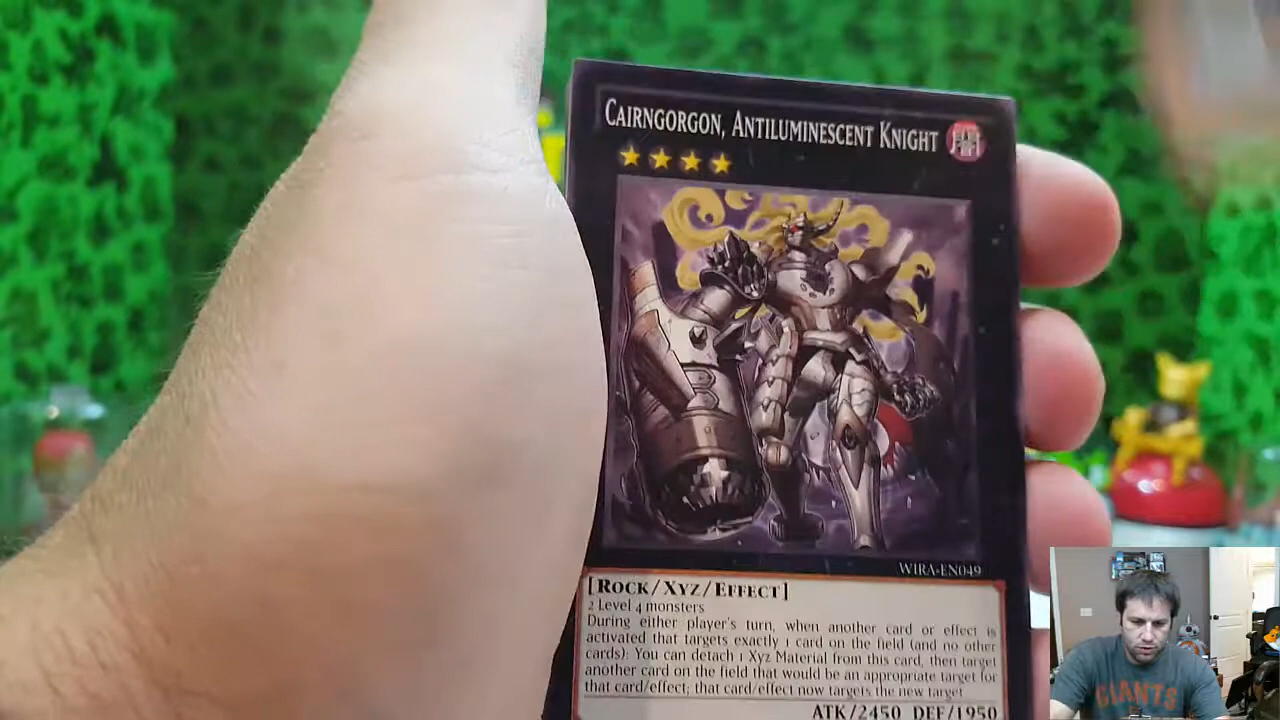 CAIRNGORGON, ANTILUMINESCENT KNIGHT
WIRA-EN049
[ROCK/XYZ/EFFECT]
2 Level 4 monsters
During either player's turn, when another card or effect is
activated that targets exactly 1 card on the field (and no other
cards): You can detach 1 Xyz Material from this card, then target
another card on the field that would be an appropriate target for
that card/effect; that card/effect now targets the new target
ATK/2450 DEF/1950
GIANTS